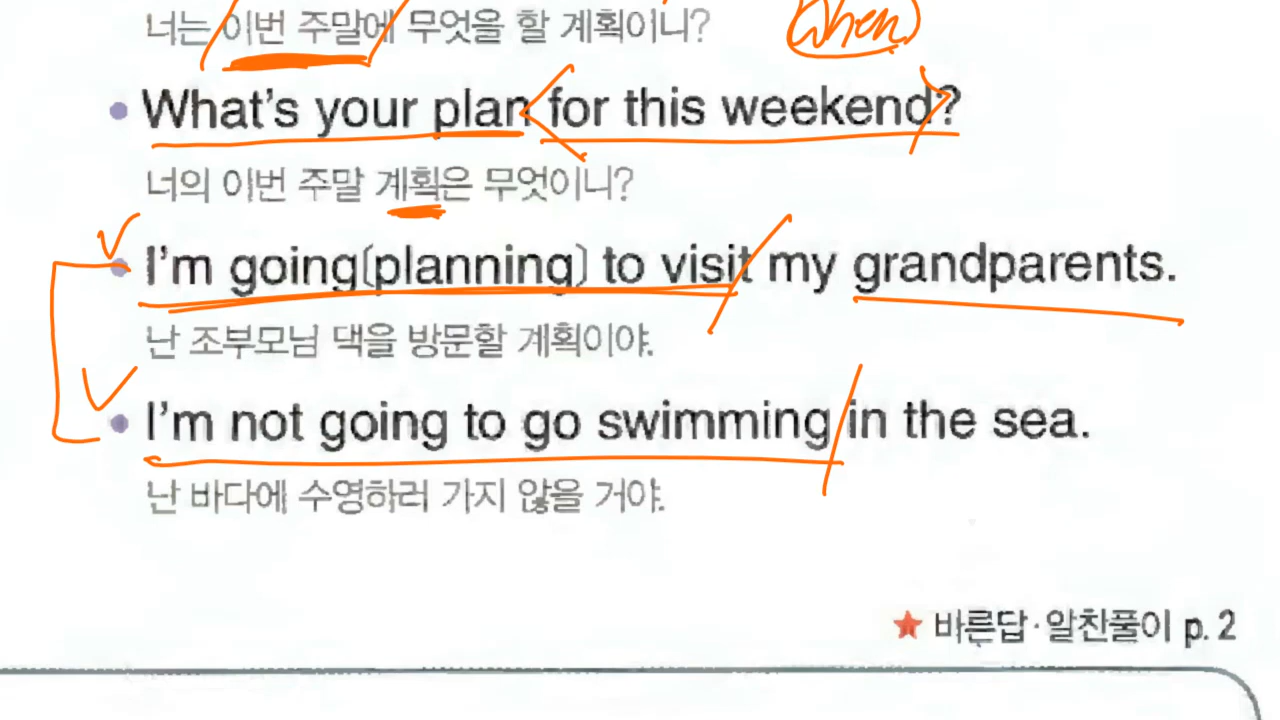 너는 이번 주말에 무엇을 할 계획이니? When
• What's your plan for this weekend?
너의 이번 주말 계획은 무엇이니?
• I'm going[planning] to visit my grandparents.
난 조부모님 댁을 방문할 계획이야.
• I'm not going to go swimming in the sea.
난 바다에 수영하러 가지 않을 거야.
★ 바른답·알찬풀이 p. 2